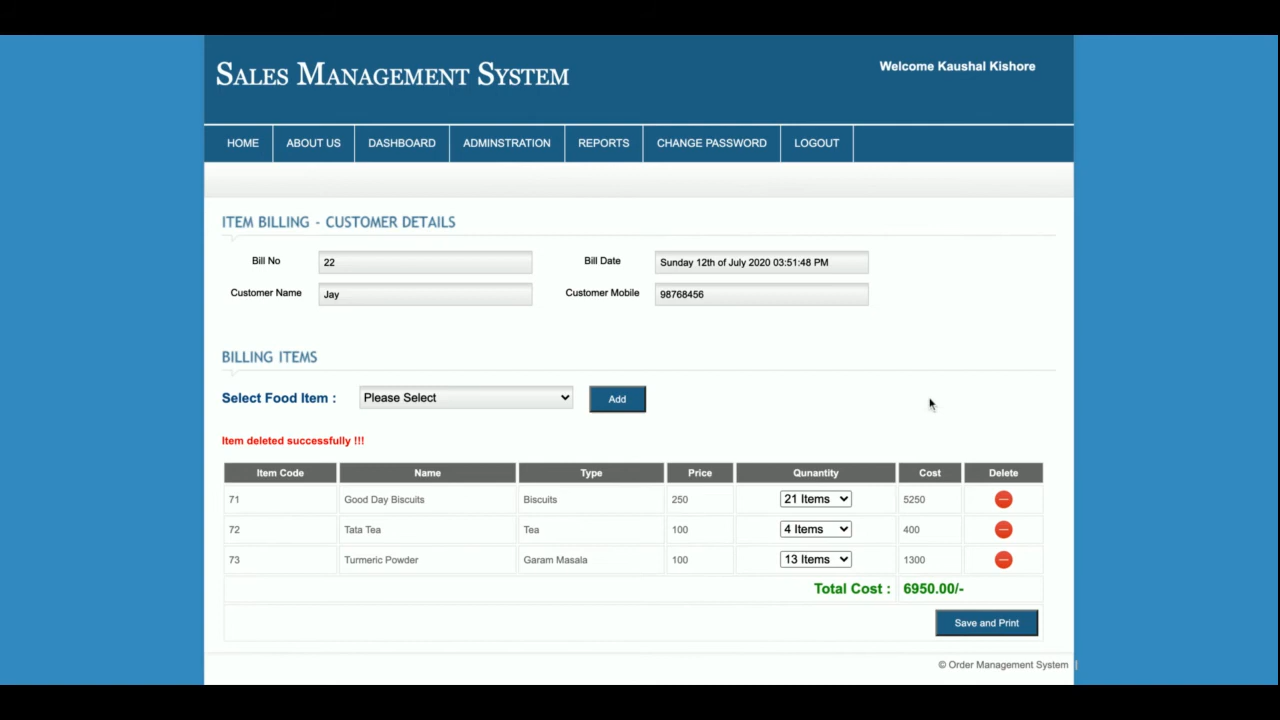 SALES MANAGEMENT SYSTEM
Welcome Kaushal Kishore
HOME ABOUT US DASHBOARD ADMINSTRATION REPORTS CHANGE PASSWORD LOGOUT
ITEM BILLING - CUSTOMER DETAILS
Bill No 22 Bill Date Sunday 12th of July 2020 03:51:48 PM
Customer Name Jay Customer Mobile 98768456
BILLING ITEMS
Select Food Item : Please Select Add
Item deleted successfully !!!
Item Code Name Type Price Qunantity Cost Delete
71 Good Day Biscuits Biscuits 250 21 Items 5250
72 Tata Tea Tea 100 4 Items 400
73 Turmeric Powder Garam Masala 100 13 Items 1300
Total Cost : 6950.00/-
Save and Print
© Order Management System |